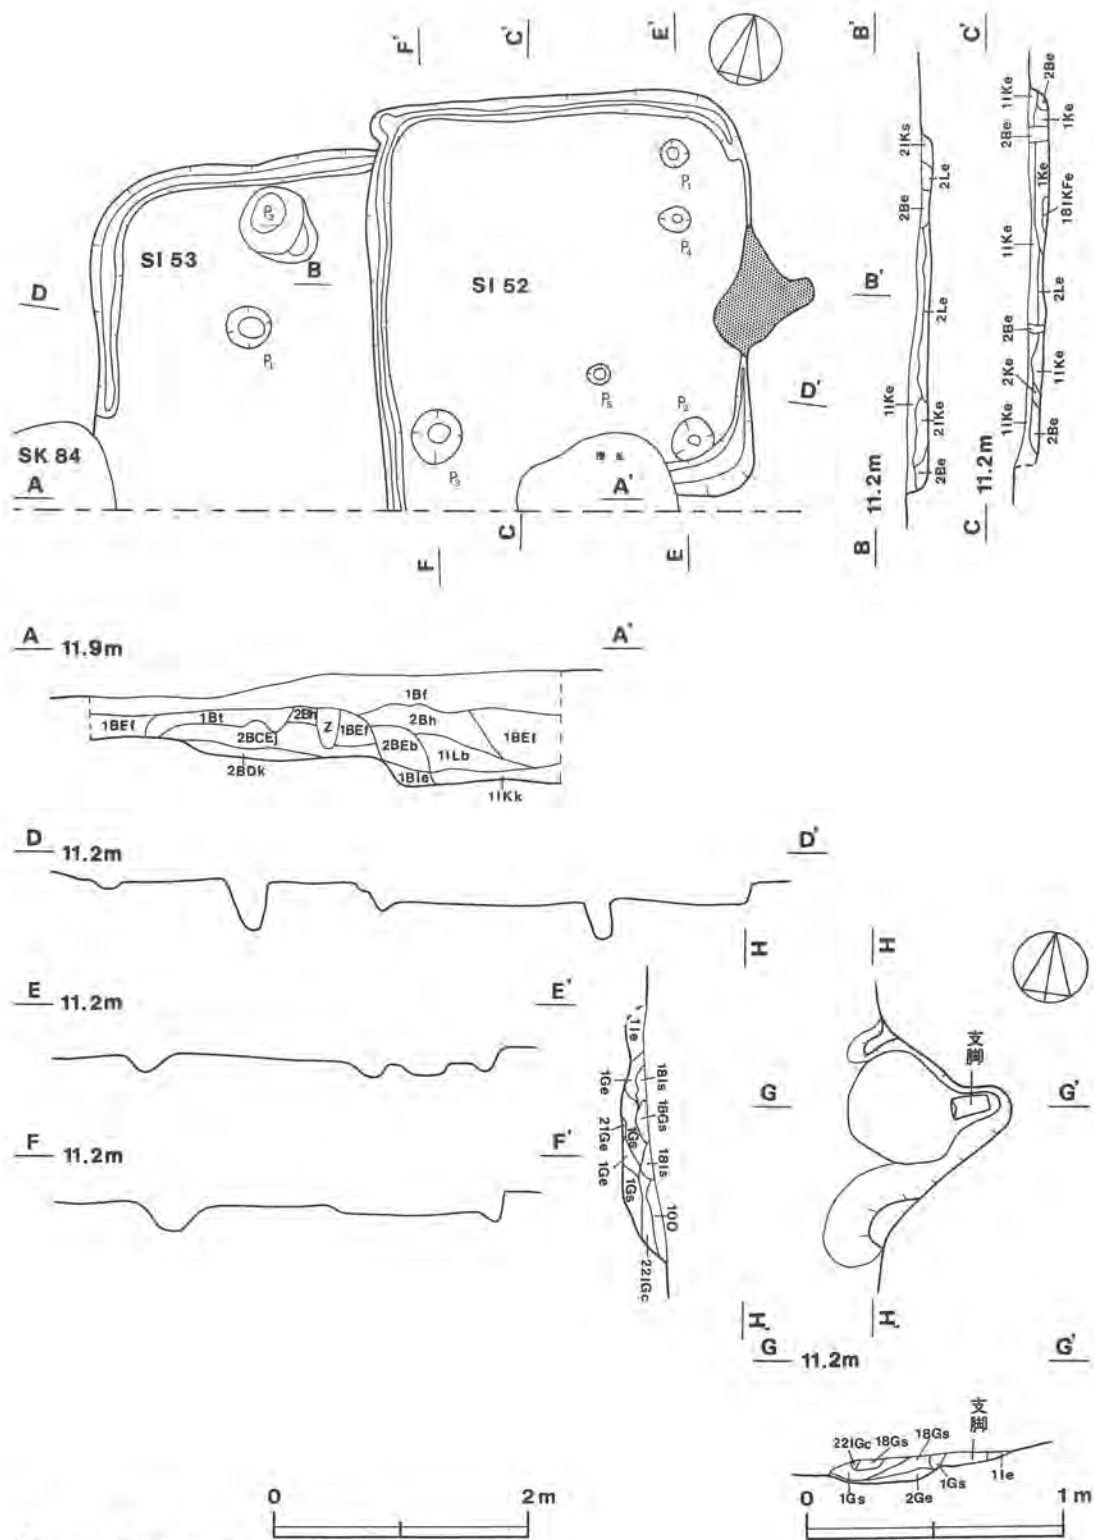 F'
C'
E'
B'
C'
2IKs
2Le
2Be
2Le
1IKe
2IKe
2Be
B 11.2m
1IKe
2Be
2Be
1Ke
1Ke
18IKFe
1IKe
2Le
2Be
2Ke
1IKe
1IKe
2Be
C 11.2m
SI 53
P2
B
P1
D
SI 52
P1
P4
B'
P5
P2
P3
D'
SK 84
A
A'
C
F
E
A 11.9m
A'
1Bf
1BEf
1Bt
2Bh
Z
1BEf
2Bh
1BEf
2BCEj
2BEb
1ILb
2BDk
1BIe
1IKk
D 11.2m
D'
E 11.2m
E'
F 11.2m
F'
H
H
1Ie
1Ge
18Is
18Gs
21Ge
1Gs
1Ge
18Is
1Gs
100
22IGc
支脚
G
G'
H'
H'
G 11.2m
G'
支脚
22IGc
18Gs
18Gs
1Gs
2Ge
1Gs
1Ie
0
2m
0
1m